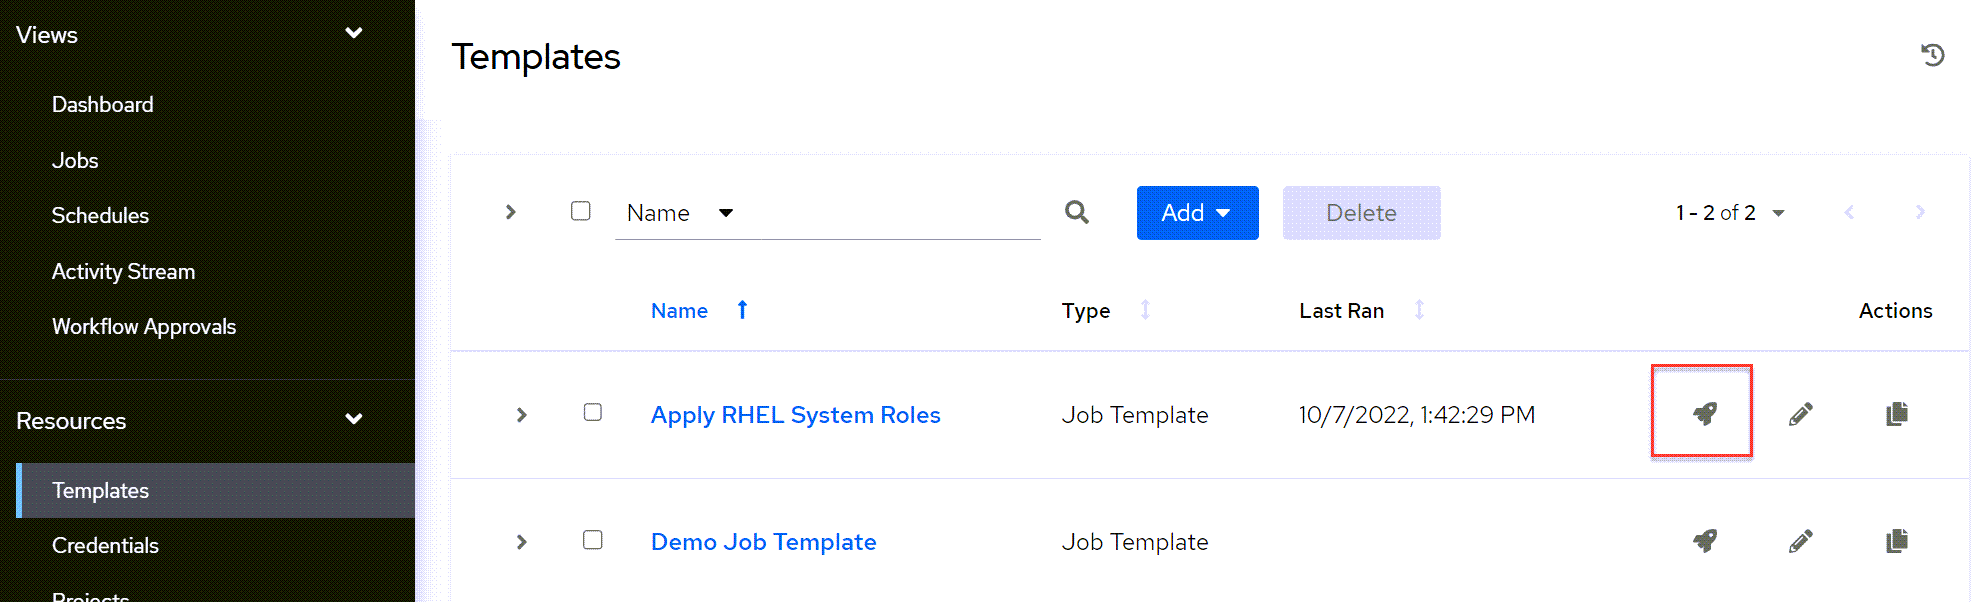 Views
Dashboard
Jobs
Schedules
Activity Stream
Workflow Approvals
Resources
Templates
Credentials
Projects
Templates
Name
Add
Delete
1 - 2 of 2
Name Type Last Ran Actions
Apply RHEL System Roles Job Template 10/7/2022, 1:42:29 PM
Demo Job Template Job Template